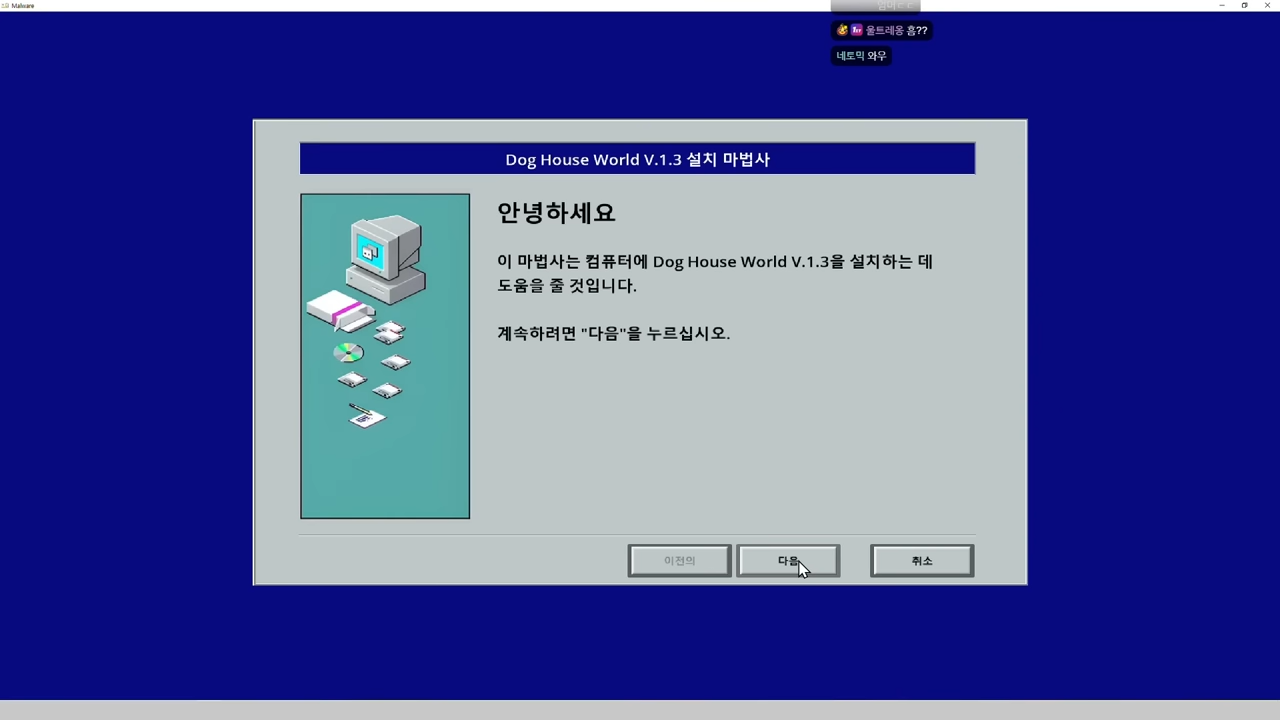 Malware
울트레옹 흠??
네토믹 와우
Dog House World V.1.3 설치 마법사
안녕하세요
이 마법사는 컴퓨터에 Dog House World V.1.3을 설치하는 데
도움을 줄 것입니다.
계속하려면 "다음"을 누르십시오.
이전의
다음
취소